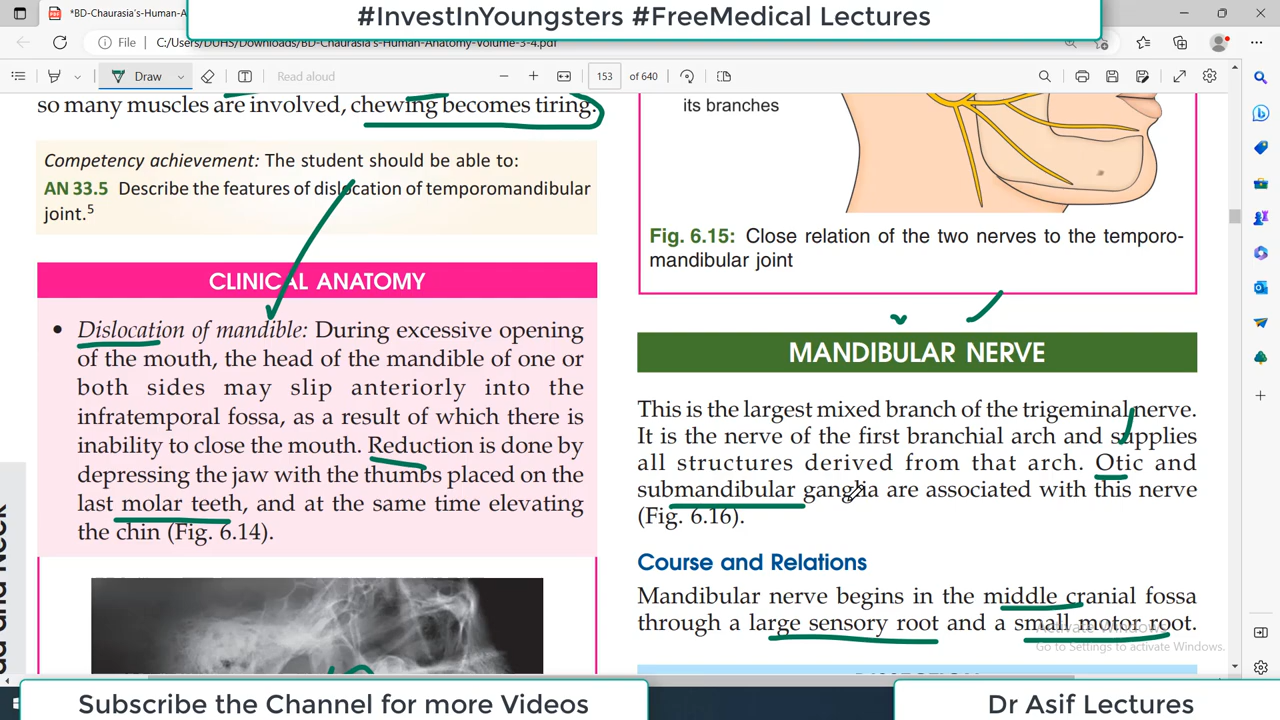 #InvestInYoungsters #FreeMedical Lectures
*BD-Chaurasia's-Human-A
File
C:/Users/DUHS/Downloads/BD-Chaurasia's-Human-Anatomy-Volume-3-4.pdf
Draw
Read aloud
153
of 640
so many muscles are involved, chewing becomes tiring.
Competency achievement: The student should be able to:
AN 33.5 Describe the features of dislocation of temporomandibular
joint.5
CLINICAL ANATOMY
• Dislocation of mandible: During excessive opening
of the mouth, the head of the mandible of one or
both sides may slip anteriorly into the
infratemporal fossa, as a result of which there is
inability to close the mouth. Reduction is done by
depressing the jaw with the thumbs placed on the
last molar teeth, and at the same time elevating
the chin (Fig. 6.14).
its branches
Fig. 6.15: Close relation of the two nerves to the temporo-
mandibular joint
MANDIBULAR NERVE
This is the largest mixed branch of the trigeminal nerve.
It is the nerve of the first branchial arch and supplies
all structures derived from that arch. Otic and
submandibular ganglia are associated with this nerve
(Fig. 6.16).
Course and Relations
Mandibular nerve begins in the middle cranial fossa
through a large sensory root and a small motor root.
Activate Windows
Go to Settings to activate Windows.
and Neck
Subscribe the Channel for more Videos
Dr Asif Lectures